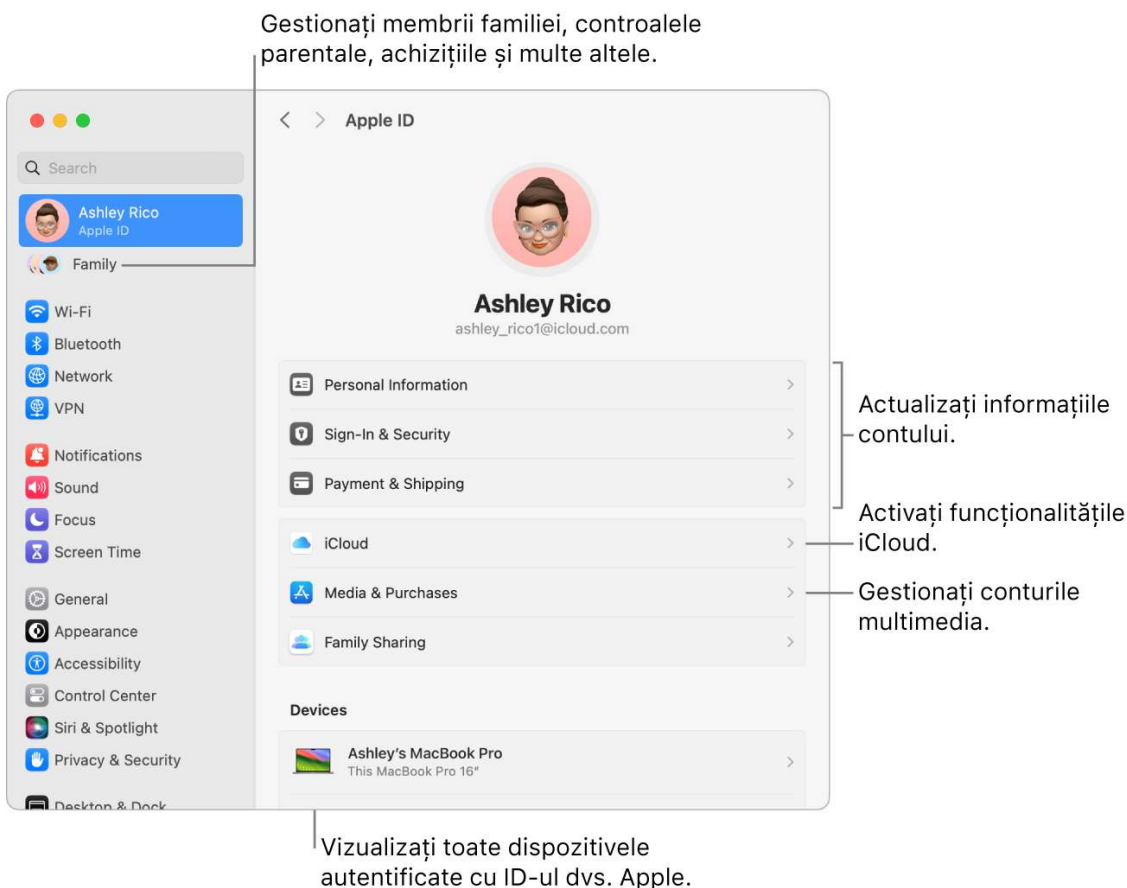 Gestionați membrii familiei, controalele
parentale, achizițiile și multe altele.
Apple ID
Search
Ashley Rico
Apple ID
Family
Wi-Fi
Bluetooth
Network
VPN
Notifications
Sound
Focus
Screen Time
General
Appearance
Accessibility
Control Center
Siri & Spotlight
Privacy & Security
Desktop & Dock
Ashley Rico
ashley_rico1@icloud.com
Personal Information
Sign-In & Security
Payment & Shipping
iCloud
Media & Purchases
Family Sharing
Devices
Ashley's MacBook Pro
This MacBook Pro 16"
Actualizați informațiile
contului.
Activați funcționalitățile
iCloud.
Gestionați conturile
multimedia.
Vizualizați toate dispozitivele
autentificate cu ID-ul dvs. Apple.